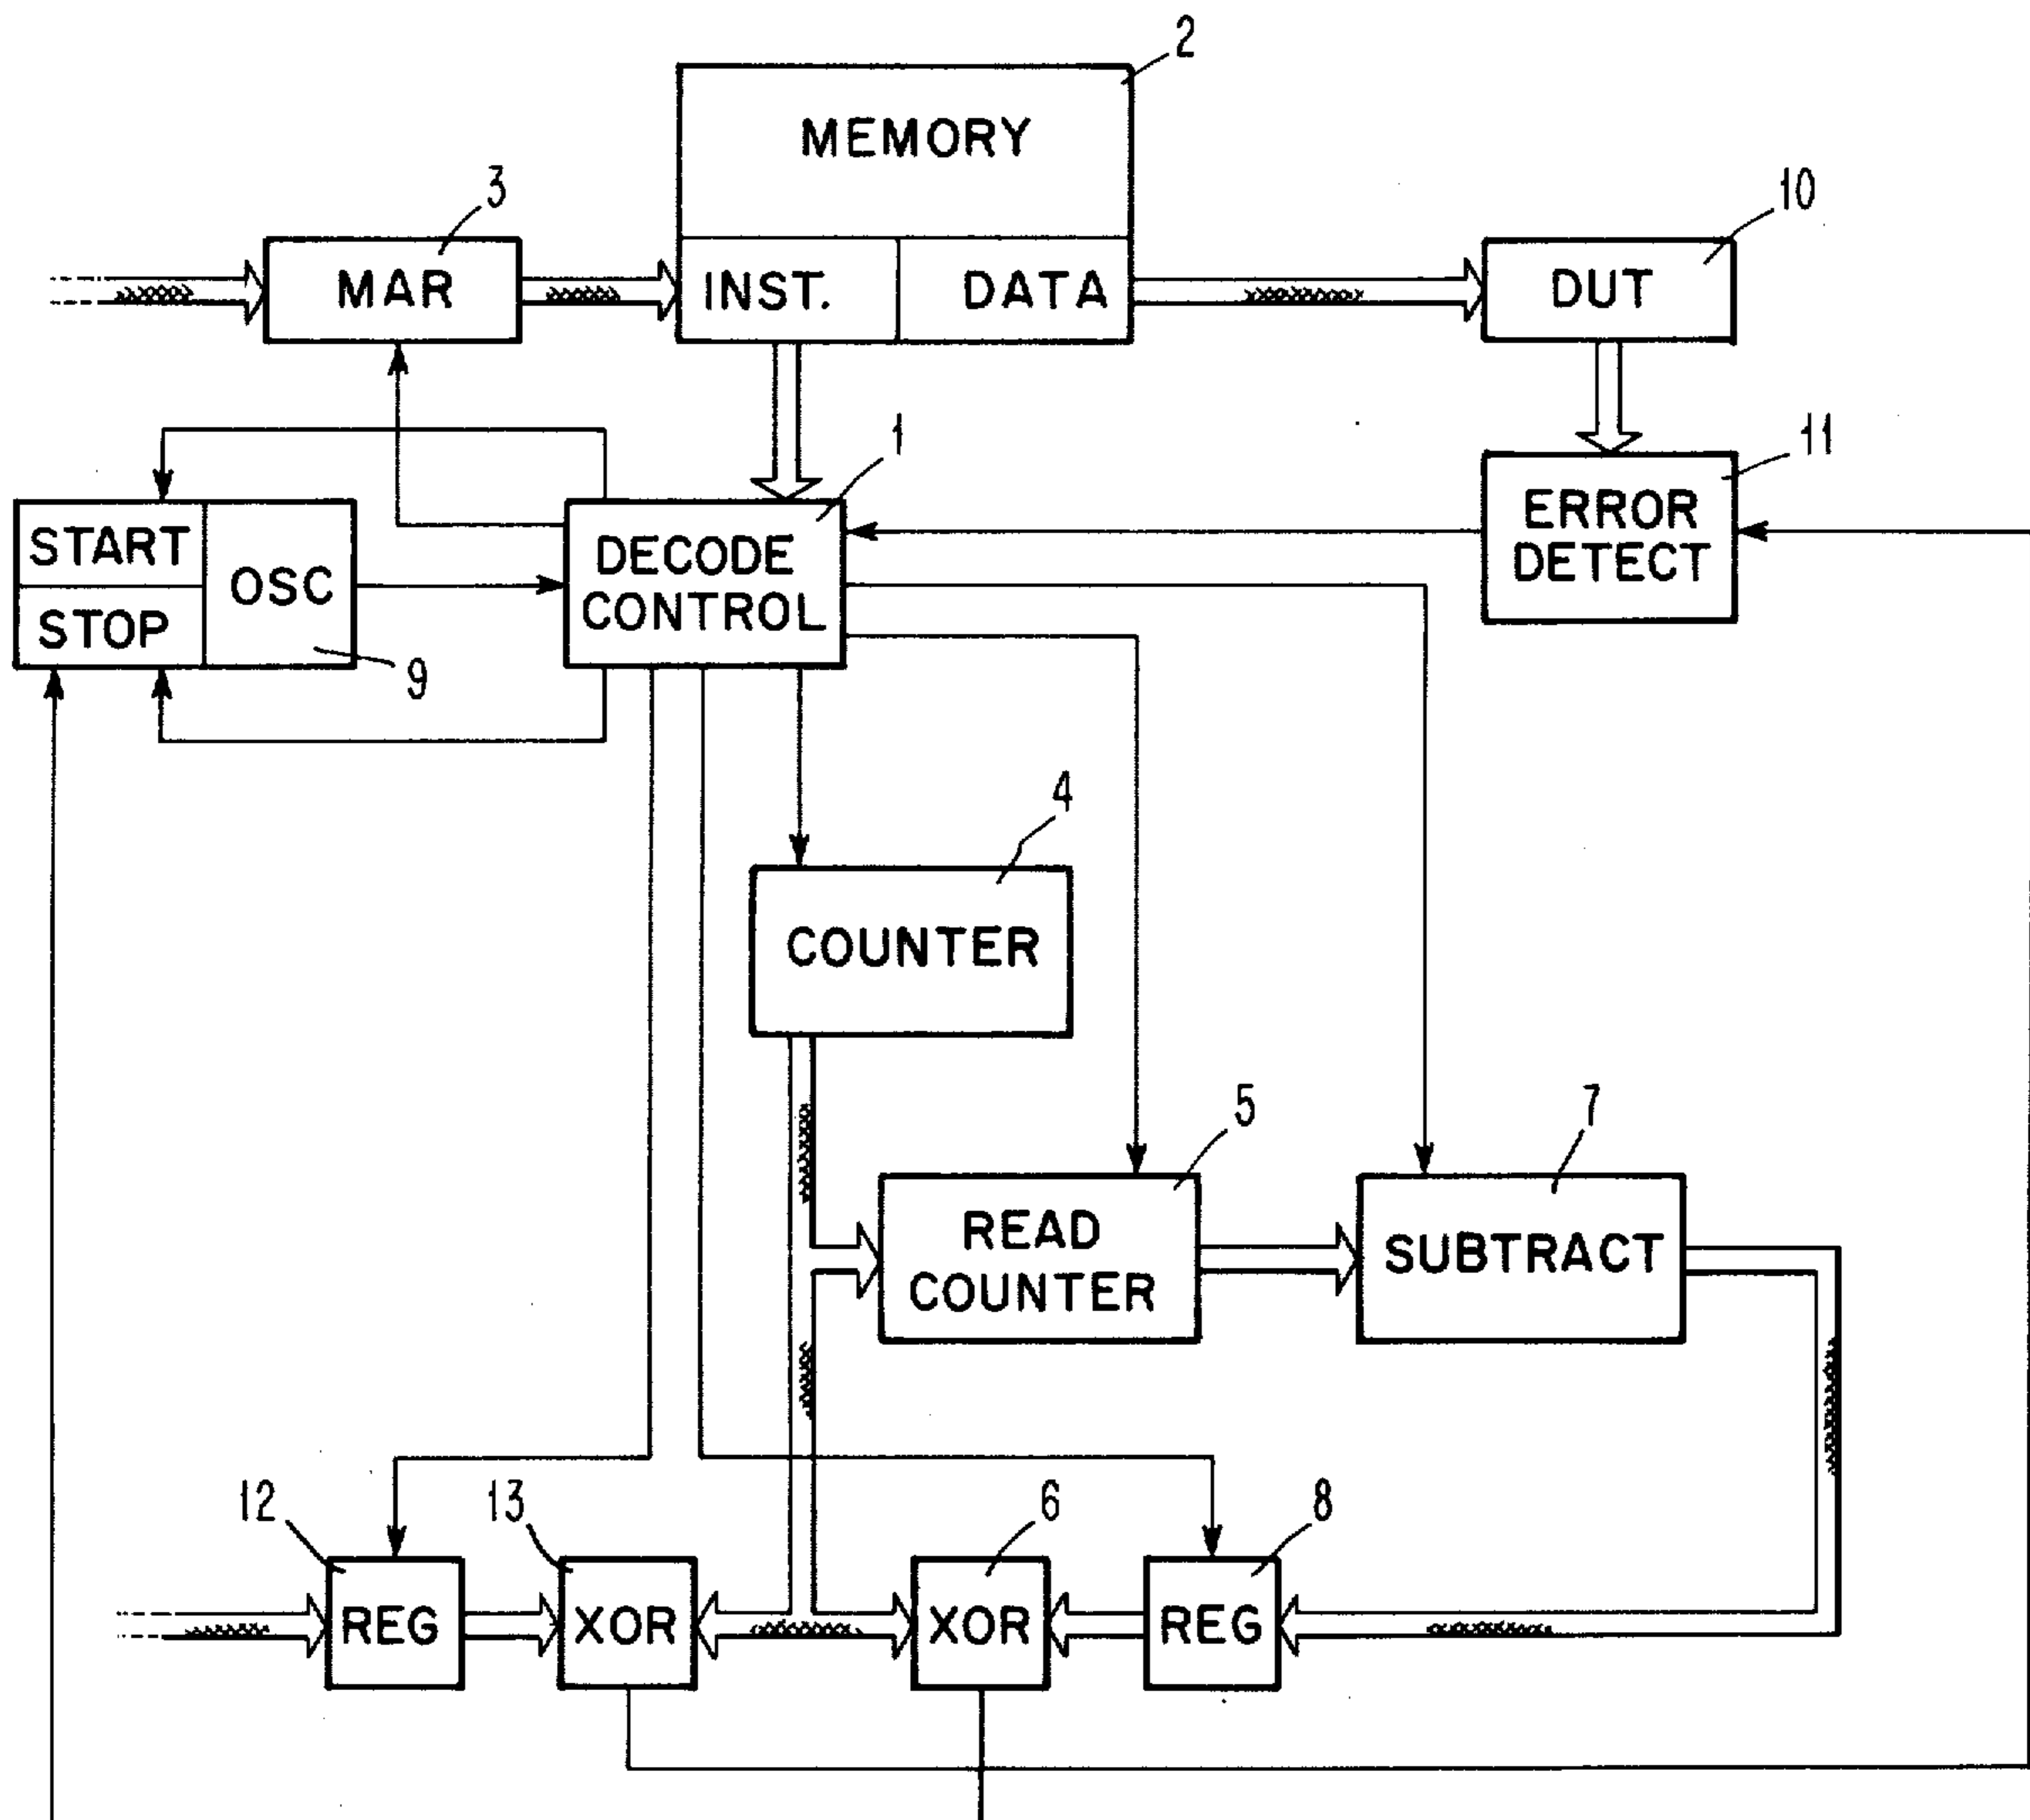 2
MEMORY
3
10
MAR
INST.
DATA
DUT
1
11
START
STOP
OSC
9
DECODE
CONTROL
ERROR
DETECT
4
COUNTER
5
7
READ
COUNTER
SUBTRACT
12
13
6
8
REG
XOR
XOR
REG